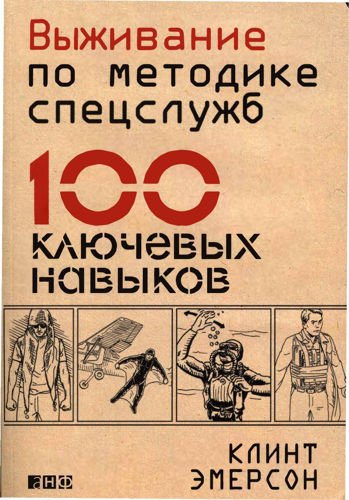 Выживание
по методике
спецслужб
100
ключевых
навыков
КЛИНТ
ЭМЕРСОН
АНФ